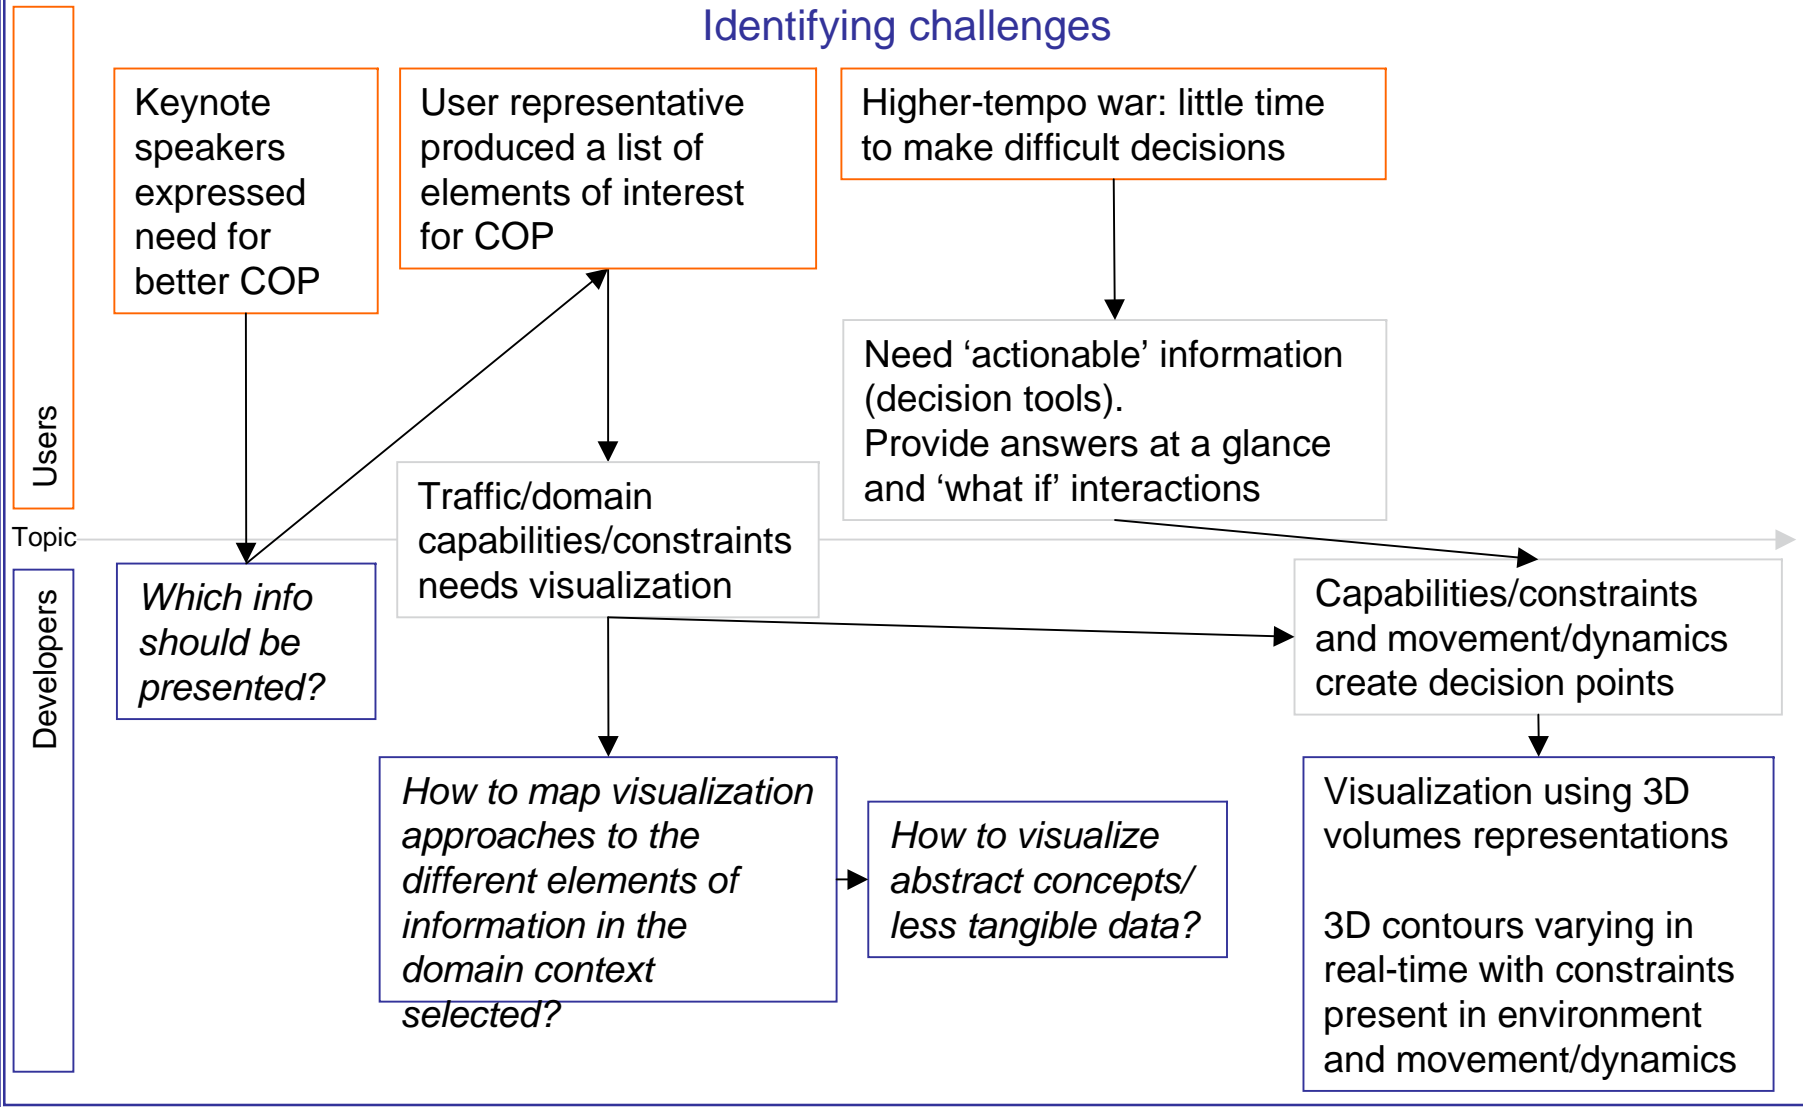 Identifying challenges
Users
Topic
Developers
Keynote
speakers
expressed
need for
better COP
User representative
produced a list of
elements of interest
for COP
Higher-tempo war: little time
to make difficult decisions
Need ‘actionable’ information
(decision tools).
Provide answers at a glance
and ‘what if’ interactions
Traffic/domain
capabilities/constraints
needs visualization
Which info
should be
presented?
Capabilities/constraints
and movement/dynamics
create decision points
How to map visualization
approaches to the
different elements of
information in the
domain context
selected?
How to visualize
abstract concepts/
less tangible data?
Visualization using 3D
volumes representations
3D contours varying in
real-time with constraints
present in environment
and movement/dynamics